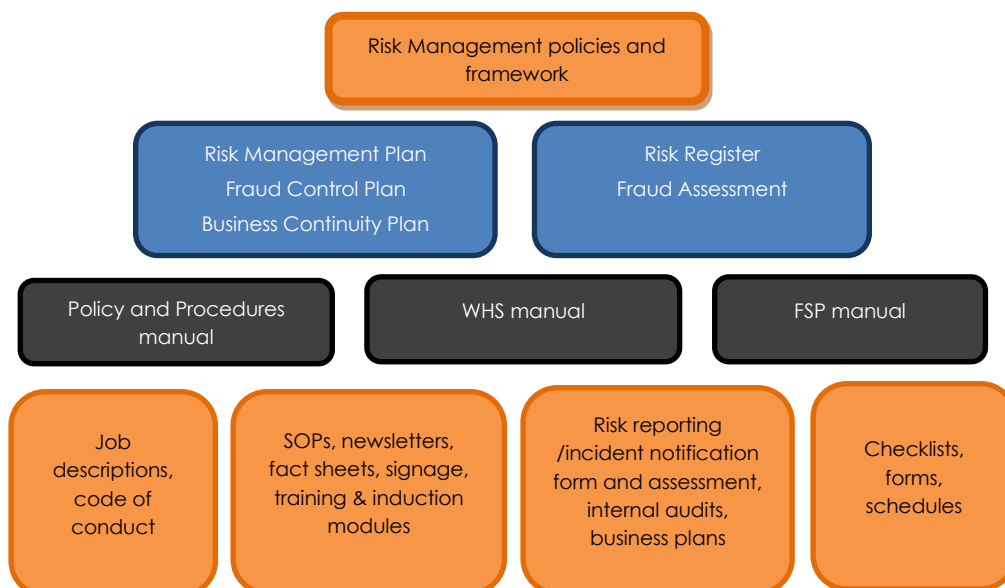 Risk Management policies and
framework
Risk Management Plan
Fraud Control Plan
Business Continuity Plan
Risk Register
Fraud Assessment
Policy and Procedures
manual
WHS manual
FSP manual
Job
descriptions,
code of
conduct
SOPs, newsletters,
fact sheets, signage,
training & induction
modules
Risk reporting
/incident notification
form and assessment,
internal audits,
business plans
Checklists,
forms,
schedules